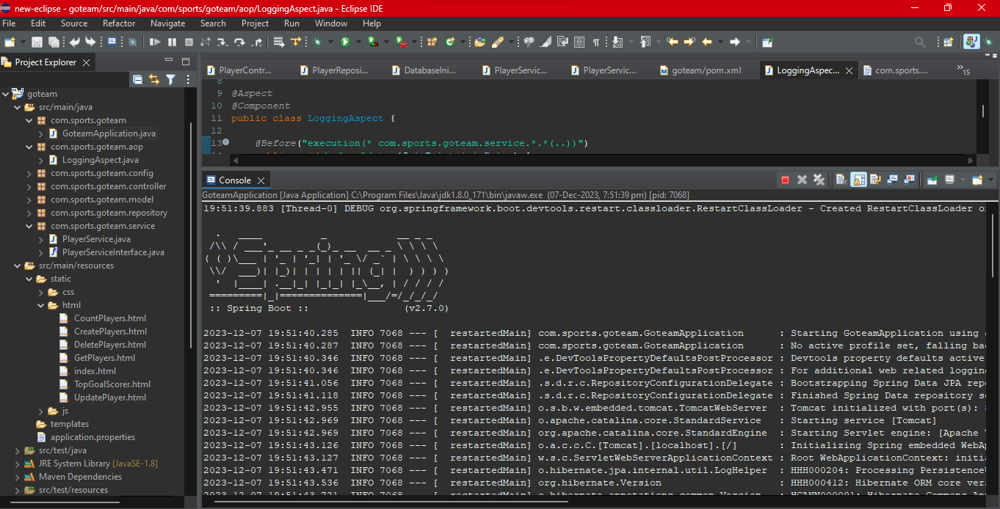 new-eclipse - goteam/src/main/java/com/sports/goteam/aop/LoggingAspect.java - Eclipse IDE
File Edit Source Refactor Navigate Search Project Run Window Help
Project Explorer
goteam
src/main/java
com.sports.goteam
GoteamApplication.java
com.sports.goteam.aop
LoggingAspect.java
com.sports.goteam.config
com.sports.goteam.controller
com.sports.goteam.model
com.sports.goteam.repository
com.sports.goteam.service
PlayerService.java
PlayerServiceInterface.java
src/main/resources
static
css
html
CountPlayers.html
CreatePlayers.html
DeletePlayers.html
GetPlayers.html
index.html
TopGoalScorer.html
UpdatePlayer.html
js
templates
application.properties
src/test/java
JRE System Library [JavaSE-1.8]
Maven Dependencies
src/test/resources
PlayerContr... PlayerReposi... DatabaseIni... PlayerServic... PlayerServic... goteam/pom.xml LoggingAspec... com.sports.... »15
8
9 @Aspect
10 @Component
11 public class LoggingAspect {
12
13 @Before("execution(* com.sports.goteam.service.*.*(..))")
Console
GoteamApplication [Java Application] C:\Program Files\Java\jdk1.8.0_171\bin\javaw.exe (07-Dec-2023, 7:51:39 pm) [pid: 7068]
19:51:39.883 [Thread-0] DEBUG org.springframework.boot.devtools.restart.classloader.RestartClassLoader - Created RestartClassLoader
Spring
:: Spring Boot :: (v2.7.0)
2023-12-07 19:51:40.285 INFO 7068 --- [ restartedMain] com.sports.goteam.GoteamApplication : Starting GoteamApplication using
2023-12-07 19:51:40.287 INFO 7068 --- [ restartedMain] com.sports.goteam.GoteamApplication : No active profile set, falling ba
2023-12-07 19:51:40.346 INFO 7068 --- [ restartedMain] .e.DevToolsPropertyDefaultsPostProcessor : Devtools property defaults active
2023-12-07 19:51:40.346 INFO 7068 --- [ restartedMain] .e.DevToolsPropertyDefaultsPostProcessor : For additional web related loggin
2023-12-07 19:51:41.056 INFO 7068 --- [ restartedMain] .s.d.r.c.RepositoryConfigurationDelegate : Bootstrapping Spring Data JPA rep
2023-12-07 19:51:41.118 INFO 7068 --- [ restartedMain] .s.d.r.c.RepositoryConfigurationDelegate : Finished Spring Data repository s
2023-12-07 19:51:42.955 INFO 7068 --- [ restartedMain] o.s.b.w.embedded.tomcat.TomcatWebServer : Tomcat initialized with port(s):
2023-12-07 19:51:42.969 INFO 7068 --- [ restartedMain] o.apache.catalina.core.StandardService : Starting service [Tomcat]
2023-12-07 19:51:42.969 INFO 7068 --- [ restartedMain] org.apache.catalina.core.StandardEngine : Starting Servlet engine: [Apache
2023-12-07 19:51:43.126 INFO 7068 --- [ restartedMain] o.a.c.c.C.[Tomcat].[localhost].[/] : Initializing Spring embedded WebA
2023-12-07 19:51:43.127 INFO 7068 --- [ restartedMain] w.s.c.ServletWebServerApplicationContext : Root WebApplicationContext: initia
2023-12-07 19:51:43.471 INFO 7068 --- [ restartedMain] o.hibernate.jpa.internal.util.LogHelper : HHH000204: Processing Persistence
2023-12-07 19:51:43.536 INFO 7068 --- [ restartedMain] org.hibernate.Version : HHH000412: Hibernate ORM core ver